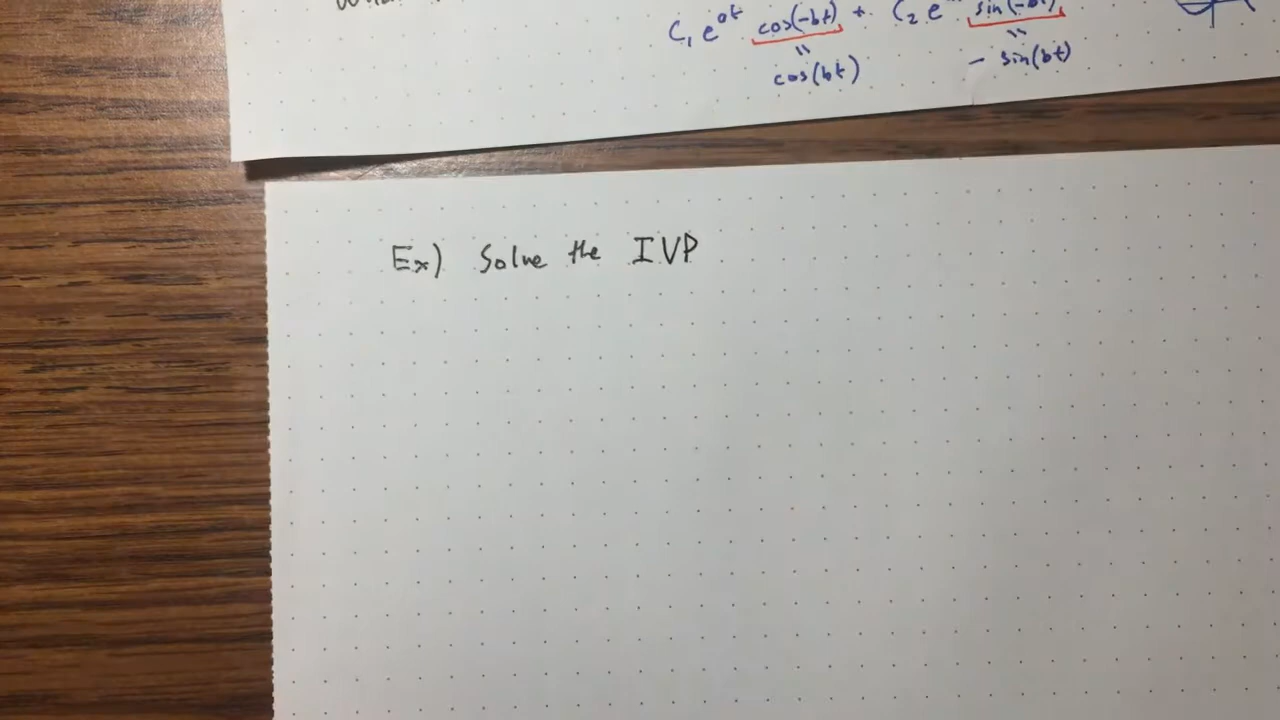 C₁ e^at cos(-bt) + C₂ e sin(-bt)
" "
cos(bt) - sin(bt)
Ex) Solve the IVP